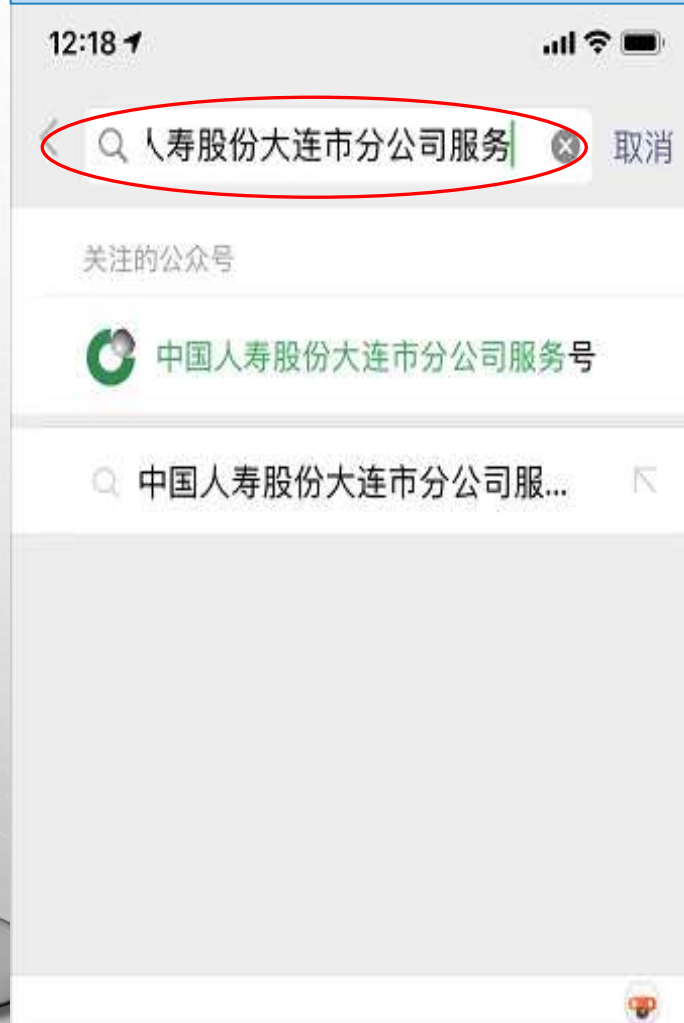 12:18
人寿股份大连市分公司服务
取消
关注的公众号
中国人寿股份大连市分公司服务号
中国人寿股份大连市分公司服...